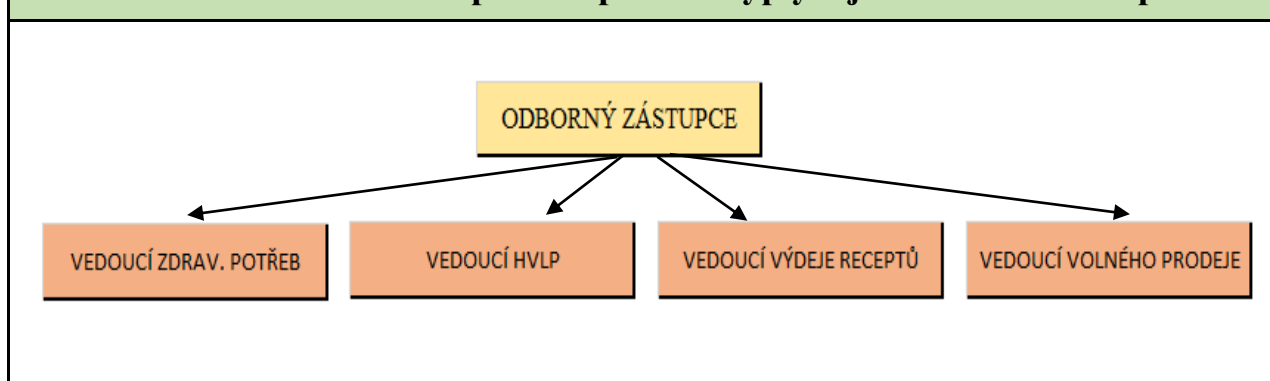 ODBORNÝ ZÁSTUPCE
VEDOUCÍ ZDRAV. POTŘEB
VEDOUCÍ HVLP
VEDOUCÍ VÝDEJE RECEPTŮ
VEDOUCÍ VOLNÉHO PRODEJE